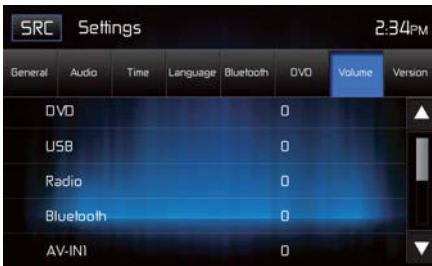 SRC Settings 2:34PM
General Audio Time Language Bluetooth DVD Volume Version
DVD 0
USB 0
Radio 0
Bluetooth 0
AV-IN1 0